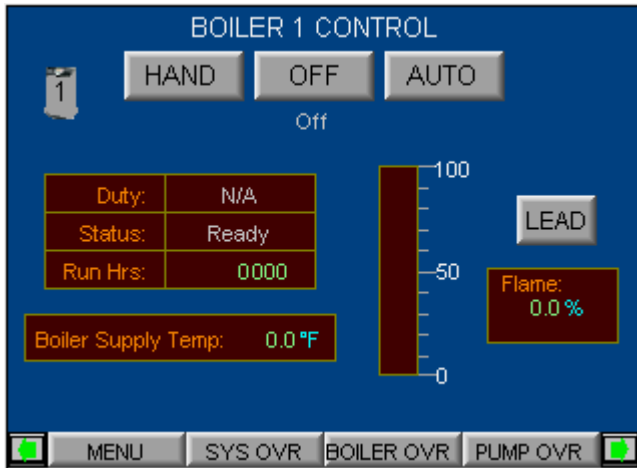 BOILER 1 CONTROL
1
HAND OFF AUTO
Off
Duty: N/A
Status: Ready
Run Hrs: 0000
Boiler Supply Temp: 0.0 °F
100
50
0
LEAD
Flame:
0.0 %
MENU SYS OVR BOILER OVR PUMP OVR